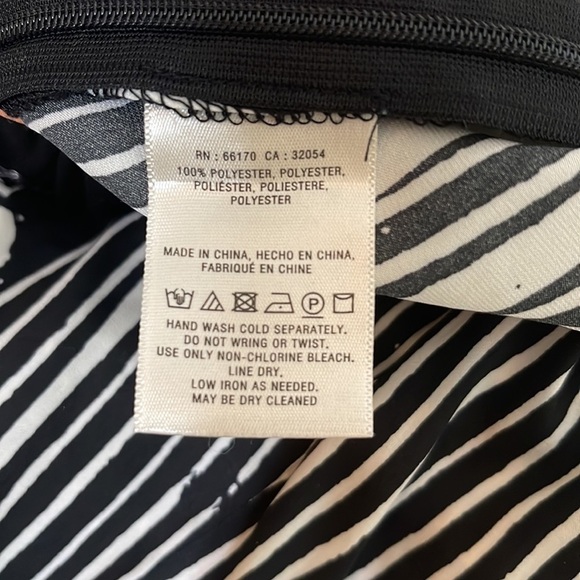 RN : 66170 CA : 32054
100% POLYESTER, POLYESTER,
POLIÉSTER, POLIESTERE,
POLYESTER
MADE IN CHINA, HECHO EN CHINA,
FABRIQUÉ EN CHINE
P
HAND WASH COLD SEPARATELY.
DO NOT WRING OR TWIST.
USE ONLY NON-CHLORINE BLEACH.
LINE DRY.
LOW IRON AS NEEDED.
MAY BE DRY CLEANED